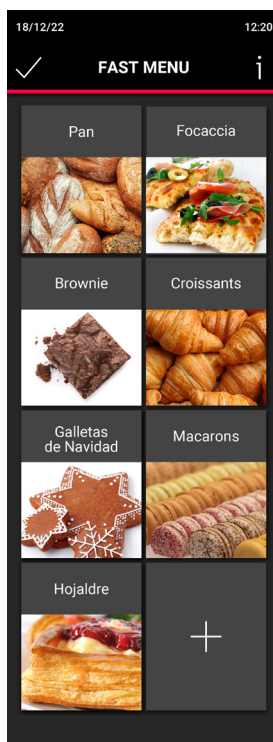 18/12/22 12:20
FAST MENU
Pan Focaccia
Brownie Croissants
Galletas
de Navidad
Macarons
Hojaldre